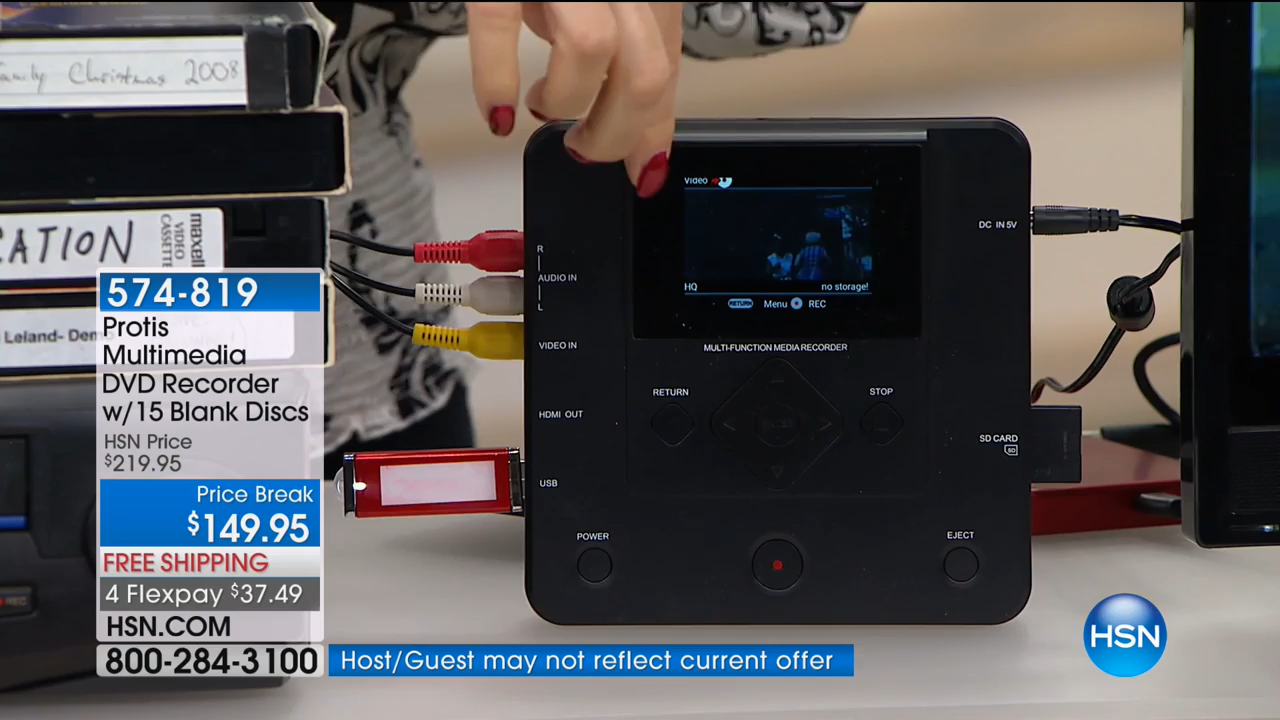 Family Christmas 2008
CATION
maxell
VIDEO
CASSETTE
Leland- Dem
574-819
Protis
Multimedia
DVD Recorder
w/15 Blank Discs
HSN Price
$219.95
Price Break
$149.95
FREE SHIPPING
4 Flexpay $37.49
HSN.COM
800-284-3100
Host/Guest may not reflect current offer
HSN
Video
HQ no storage!
RETURN Menu REC
MULTI-FUNCTION MEDIA RECORDER
R
AUDIO IN
L
VIDEO IN
HDMI OUT
USB
RETURN
STOP
ENTER
DC IN 5V
SD CARD
SD
POWER
EJECT
REC